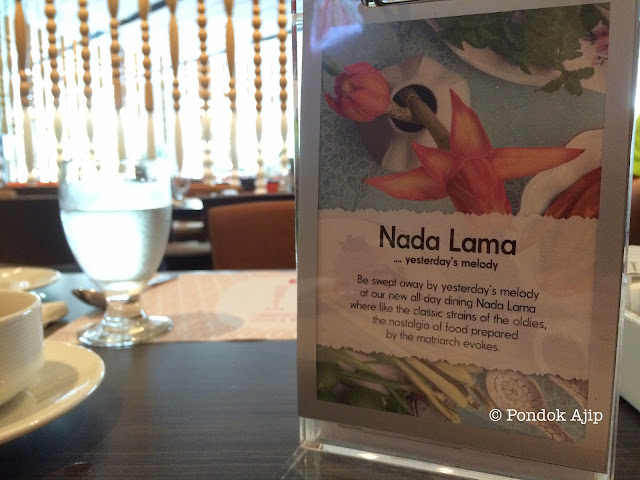 Nada Lama
.... yesterday's melody
Be swept away by yesterday's melody
at our new all-day dining Nada Lama
where like the classic strains of the oldies,
the nostalgia of food prepared
by the matriarch evokes.
© Pondok Ajip